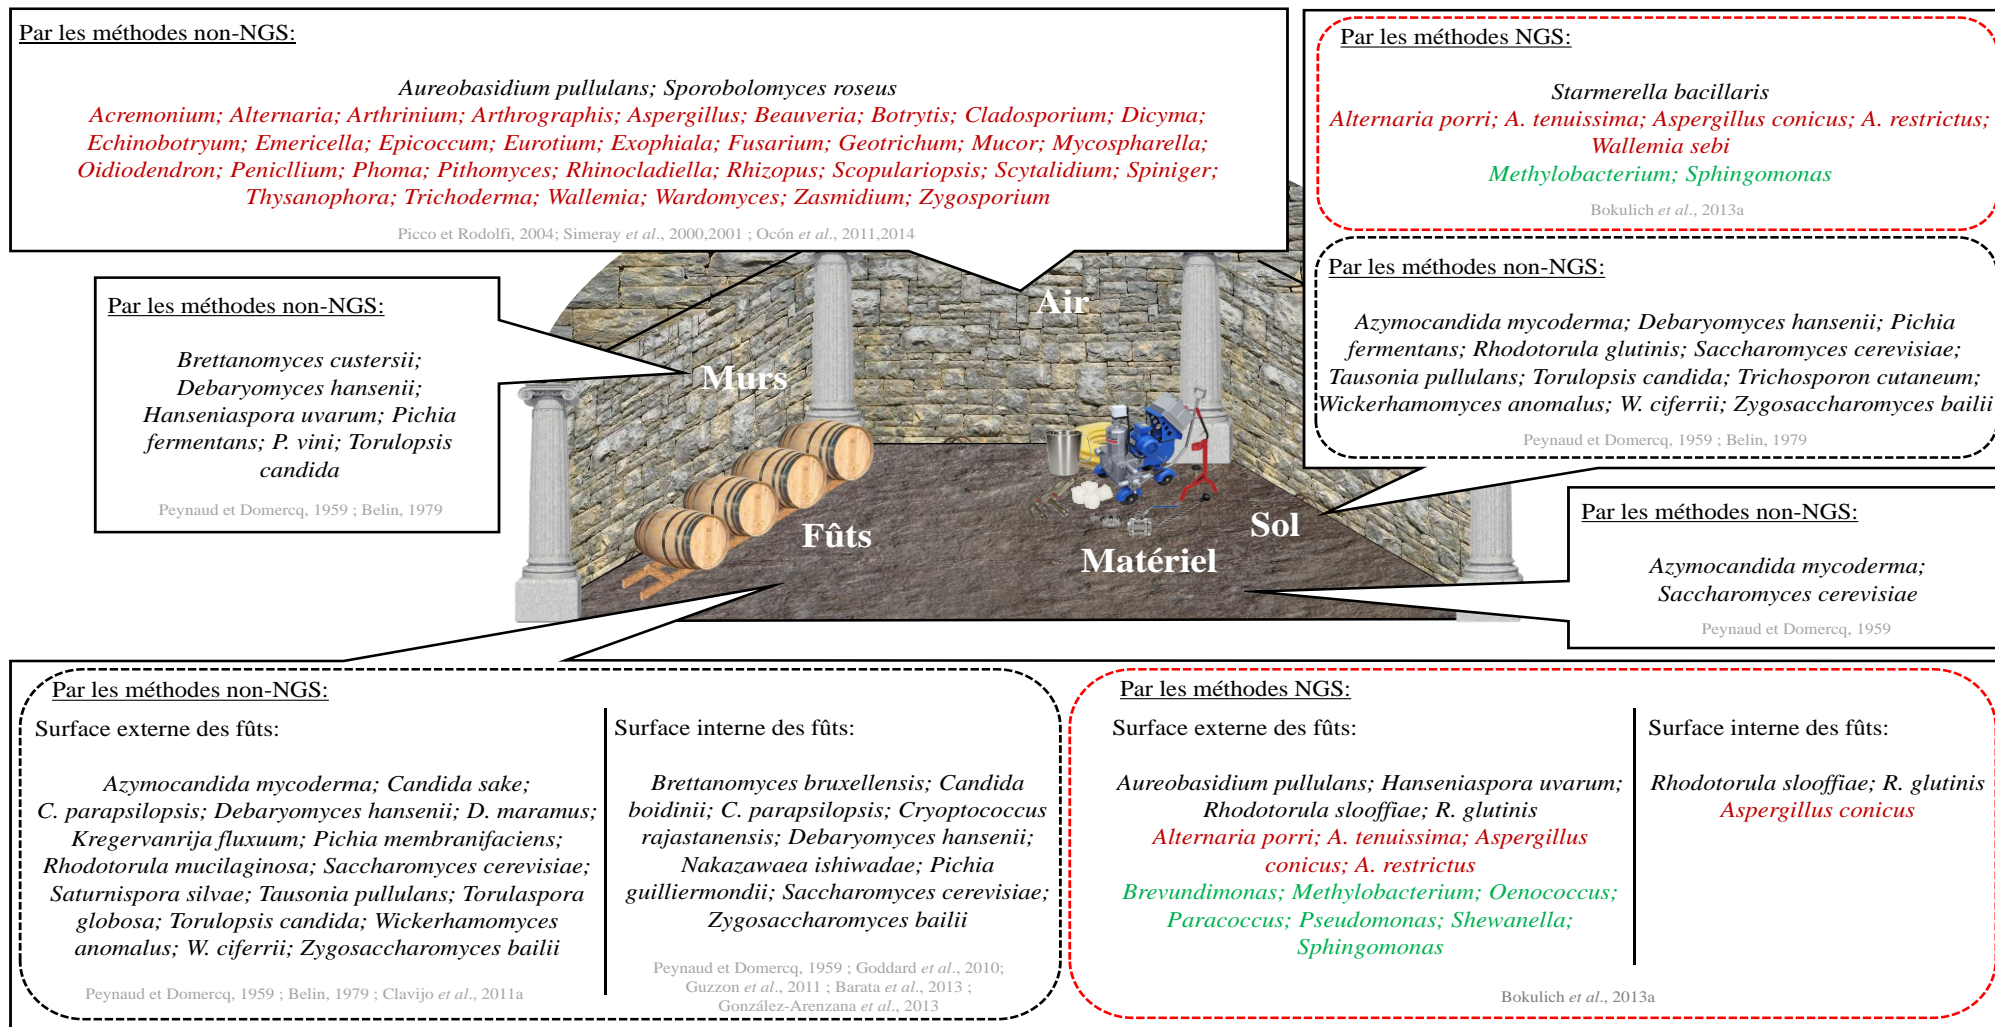 Par les méthodes non-NGS:
Aureobasidium pullulans; Sporobolomyces roseus
Acremonium; Alternaria; Arthrinium; Arthrographis; Aspergillus; Beauveria; Botrytis; Cladosporium; Dicyma;
Echinobotryum; Emericella; Epicoccum; Eurotium; Exophiala; Fusarium; Geotrichum; Mucor; Mycospharella;
Oidiodendron; Penicllium; Phoma; Pithomyces; Rhinocladiella; Rhizopus; Scopulariopsis; Scytalidium; Spiniger;
Thysanophora; Trichoderma; Wallemia; Wardomyces; Zasmidium; Zygosporium
Picco et Rodolfi, 2004; Simeray et al., 2000,2001 ; Ocón et al., 2011,2014
Par les méthodes NGS:
Starmerella bacillaris
Alternaria porri; A. tenuissima; Aspergillus conicus; A. restrictus;
Wallemia sebi
Methylobacterium; Sphingomonas
Bokulich et al., 2013a
Par les méthodes non-NGS:
Azymocandida mycoderma; Debaryomyces hansenii; Pichia
fermentans; Rhodotorula glutinis; Saccharomyces cerevisiae;
Tausonia pullulans; Torulopsis candida; Trichosporon cutaneum;
Wickerhamomyces anomalus; W. ciferrii; Zygosaccharomyces bailii
Peynaud et Domercq, 1959 ; Belin, 1979
Par les méthodes non-NGS:
Brettanomyces custersii;
Debaryomyces hansenii;
Hanseniaspora uvarum; Pichia
fermentans; P. vini; Torulopsis
candida
Peynaud et Domercq, 1959 ; Belin, 1979
Air
Murs
Fûts
Sol
Matériel
Par les méthodes non-NGS:
Azymocandida mycoderma;
Saccharomyces cerevisiae
Peynaud et Domercq, 1959
Par les méthodes non-NGS:
Surface externe des fûts:
Azymocandida mycoderma; Candida sake;
C. parapsilopsis; Debaryomyces hansenii; D. maramus;
Kregervanrija fluxuum; Pichia membranifaciens;
Rhodotorula mucilaginosa; Saccharomyces cerevisiae;
Saturnispora silvae; Tausonia pullulans; Torulaspora
globosa; Torulopsis candida; Wickerhamomyces
anomalus; W. ciferrii; Zygosaccharomyces bailii
Peynaud et Domercq, 1959 ; Belin, 1979 ; Clavijo et al., 2011a
Surface interne des fûts:
Brettanomyces bruxellensis; Candida
boidinii; C. parapsilopsis; Cryoptococcus
rajastanensis; Debaryomyces hansenii;
Nakazawaea ishiwadae; Pichia
guilliermondii; Saccharomyces cerevisiae;
Zygosaccharomyces bailii
Peynaud et Domercq, 1959 ; Goddard et al., 2010;
Guzzon et al., 2011 ; Barata et al., 2013 ;
González-Arenzana et al., 2013
Par les méthodes NGS:
Surface externe des fûts:
Aureobasidium pullulans; Hanseniaspora uvarum;
Rhodotorula slooffiae; R. glutinis
Alternaria porri; A. tenuissima; Aspergillus
conicus; A. restrictus
Brevundimonas; Methylobacterium; Oenococcus;
Paracoccus; Pseudomonas; Shewanella;
Sphingomonas
Surface interne des fûts:
Rhodotorula slooffiae; R. glutinis
Aspergillus conicus
Bokulich et al., 2013a